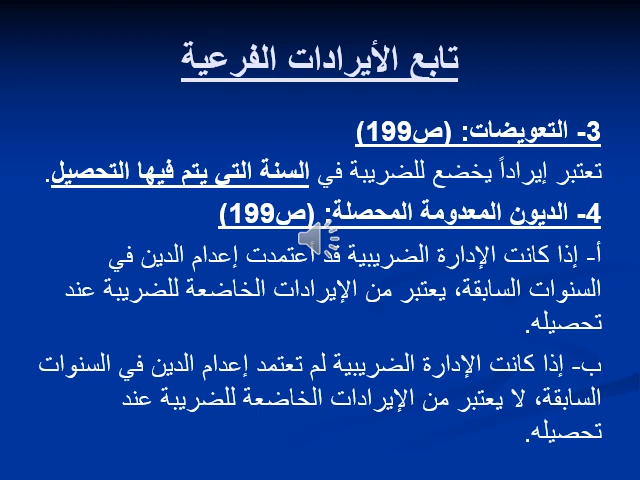 تابع الأيرادات الفرعية
3- التعويضات: (ص199)
تعتبر إيراداً يخضع للضريبة في السنة التي يتم فيها التحصيل.
4- الديون المعدومة المحصلة: (ص199)
أ- إذا كانت الإدارة الضريبية قد اعتمدت إعدام الدين في
السنوات السابقة، يعتبر من الإيرادات الخاضعة للضريبة عند
تحصيله.
ب- إذا كانت الإدارة الضريبية لم تعتمد إعدام الدين في السنوات
السابقة، لا يعتبر من الإيرادات الخاضعة للضريبة عند
تحصيله.